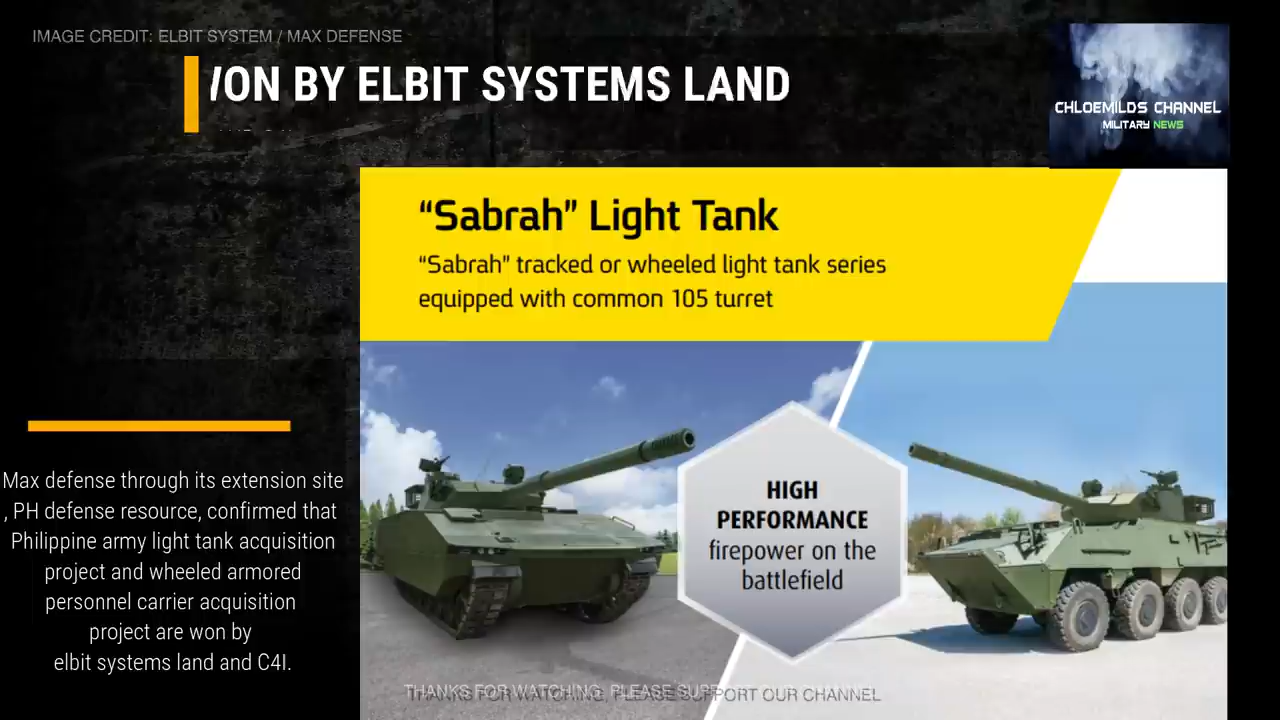 IMAGE CREDIT: ELBIT SYSTEM / MAX DEFENSE
ON BY ELBIT SYSTEMS LAND
CHLOEMILDS CHANNEL
MILITARY NEWS
“Sabrah” Light Tank
“Sabrah” tracked or wheeled light tank series
equipped with common 105 turret
HIGH
PERFORMANCE
firepower on the
battlefield
Max defense through its extension site
, PH defense resource, confirmed that
Philippine army light tank acquisition
project and wheeled armored
personnel carrier acquisition
project are won by
elbit systems land and C4I.
THANKS FOR WATCHING, PLEASE SUPPORT OUR CHANNEL